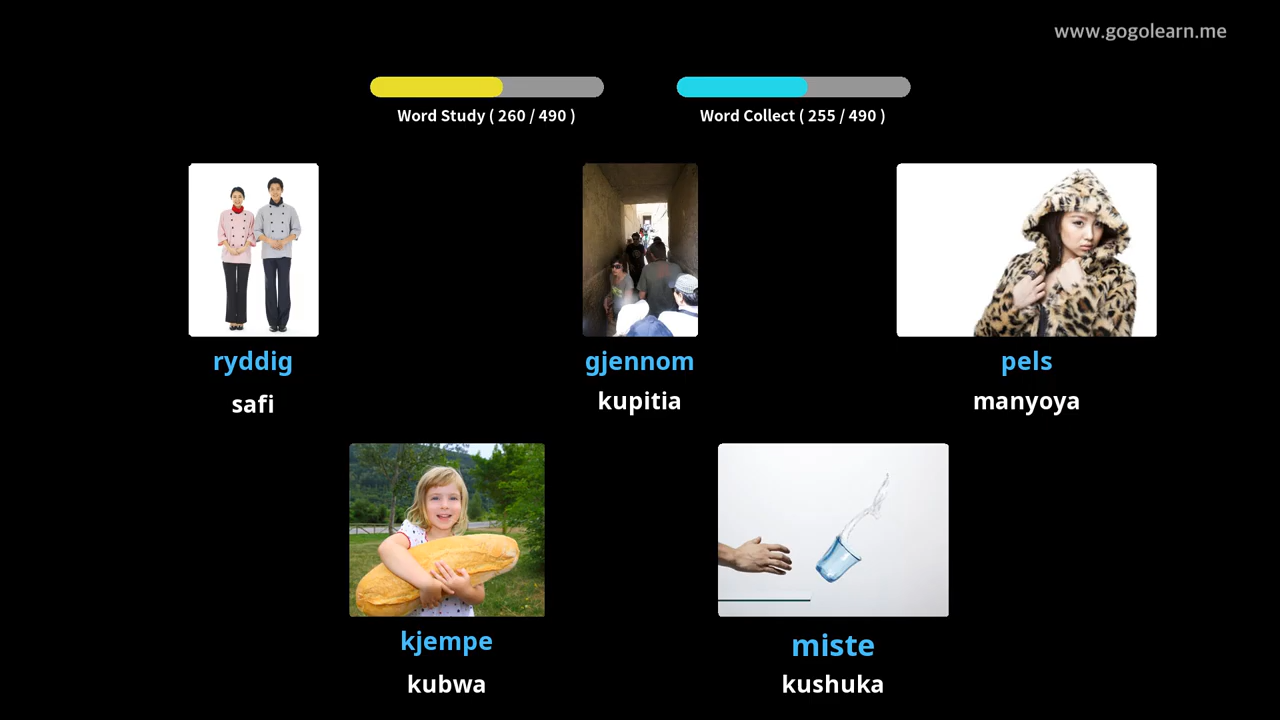 www.gogolearn.me
Word Study ( 260 / 490 )
Word Collect ( 255 / 490 )
ryddig
safi
gjennom
kupitia
pels
manyoya
kjempe
kubwa
miste
kushuka